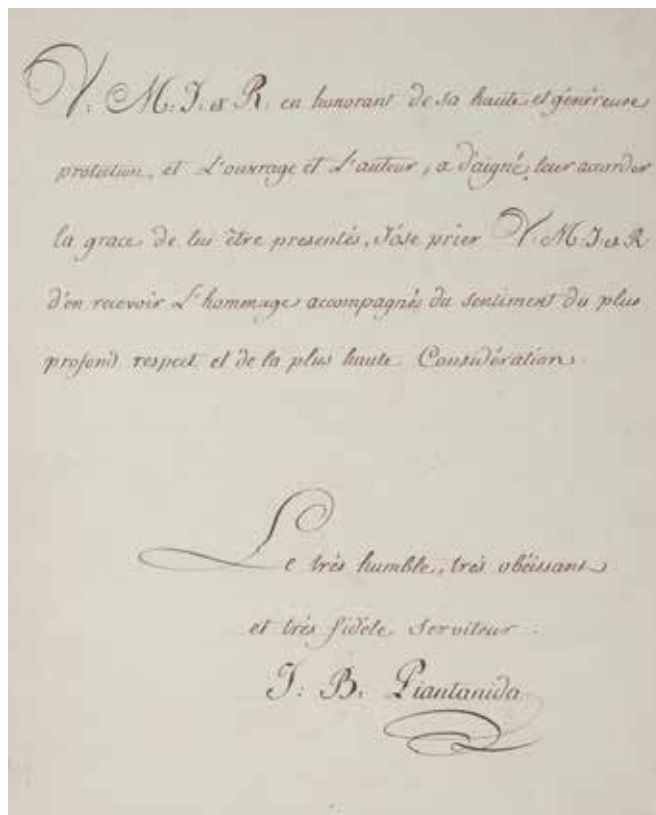 V. M. I. et R. en honorant de sa haute et généreuse
protection, et L'ouvrage et L'auteur, a daigné, leur accorder
la grace de lui être presentés, J'ôse prier V. M. I. et R.
d'en recevoir L'hommage accompagnés du sentiment du plus
profond respect et de la plus haute Considération.
Le très humble, très obéissant
et très fidèle Serviteur.
J: B. Piantanida